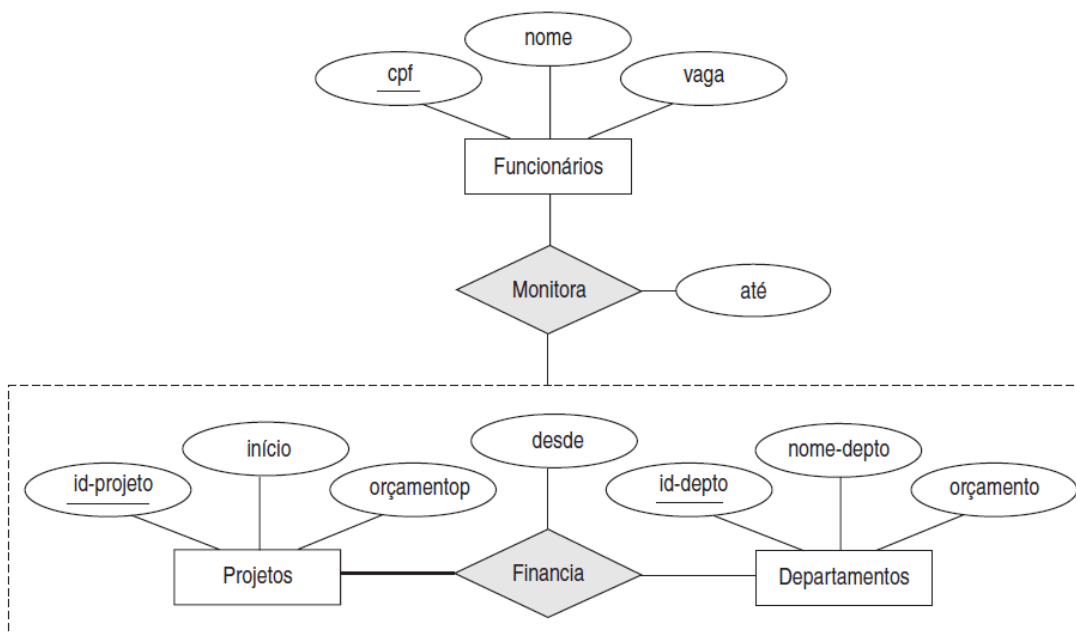 nome
cpf
vaga
Funcionários
Monitora
até
início
desde
nome-depto
id-projeto
orçamentop
id-depto
orçamento
Projetos
Financia
Departamentos